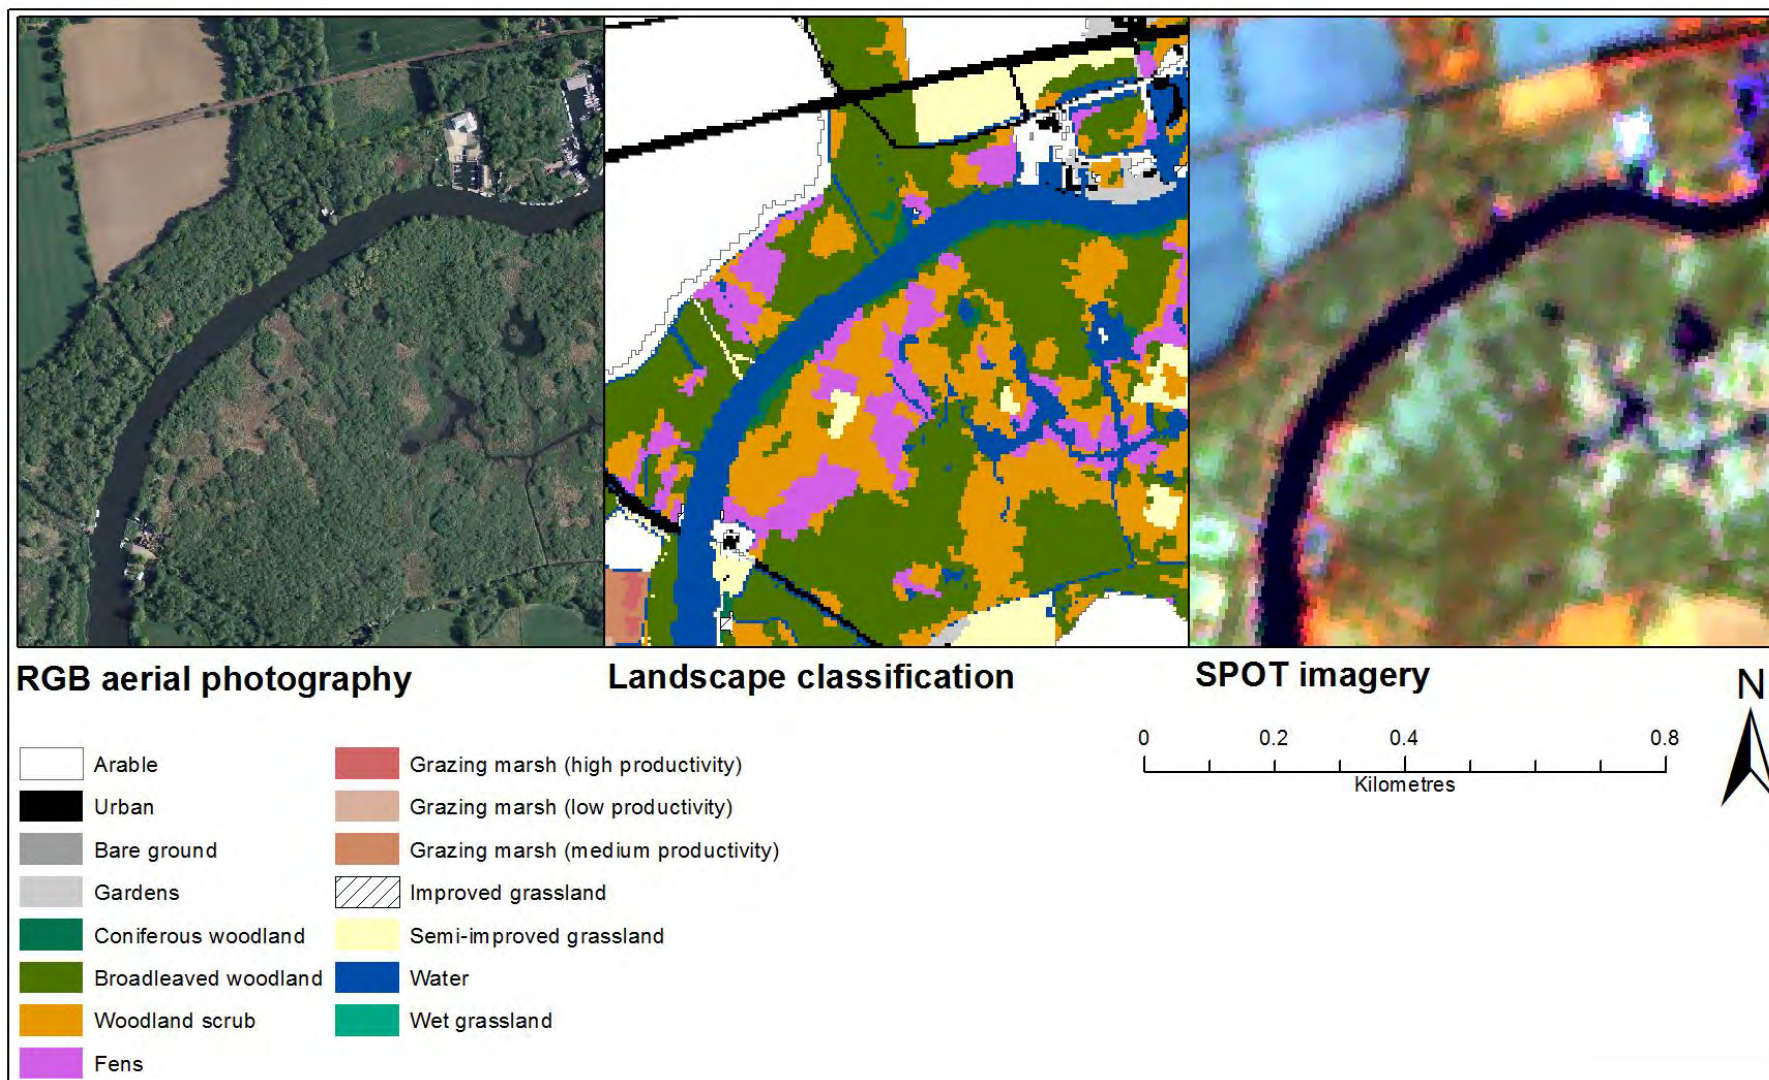 RGB aerial photography
Landscape classification
SPOT imagery
N
Arable
Urban
Bare ground
Gardens
Coniferous woodland
Broadleaved woodland
Woodland scrub
Fens
Grazing marsh (high productivity)
Grazing marsh (low productivity)
Grazing marsh (medium productivity)
Improved grassland
Semi-improved grassland
Water
Wet grassland
0 0.2 0.4 0.8
Kilometres